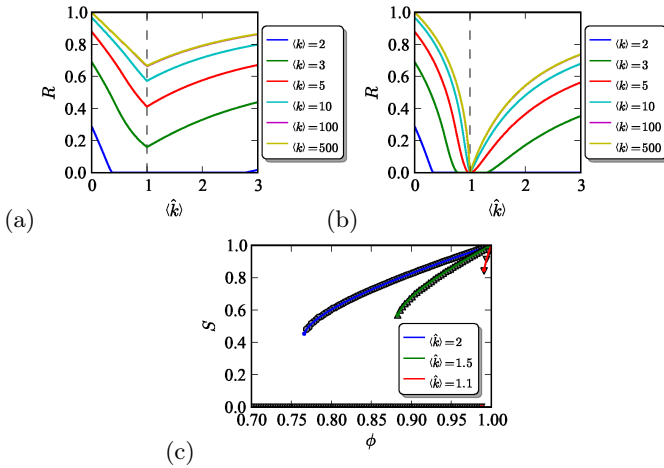 1.0
0.8
0.6
0.4
0.2
0.0
R
0 1 2 3
⟨k̂⟩
⟨k⟩=2
⟨k⟩=3
⟨k⟩=5
⟨k⟩=10
⟨k⟩=100
⟨k⟩=500
(a)
1.0
0.8
0.6
0.4
0.2
0.0
R
0 1 2 3
⟨k̂⟩
⟨k⟩=2
⟨k⟩=3
⟨k⟩=5
⟨k⟩=10
⟨k⟩=100
⟨k⟩=500
(b)
1.0
0.8
0.6
0.4
0.2
0.0
S
0.70 0.75 0.80 0.85 0.90 0.95 1.00
ϕ
⟨k̂⟩=2
⟨k̂⟩=1.5
⟨k̂⟩=1.1
(c)